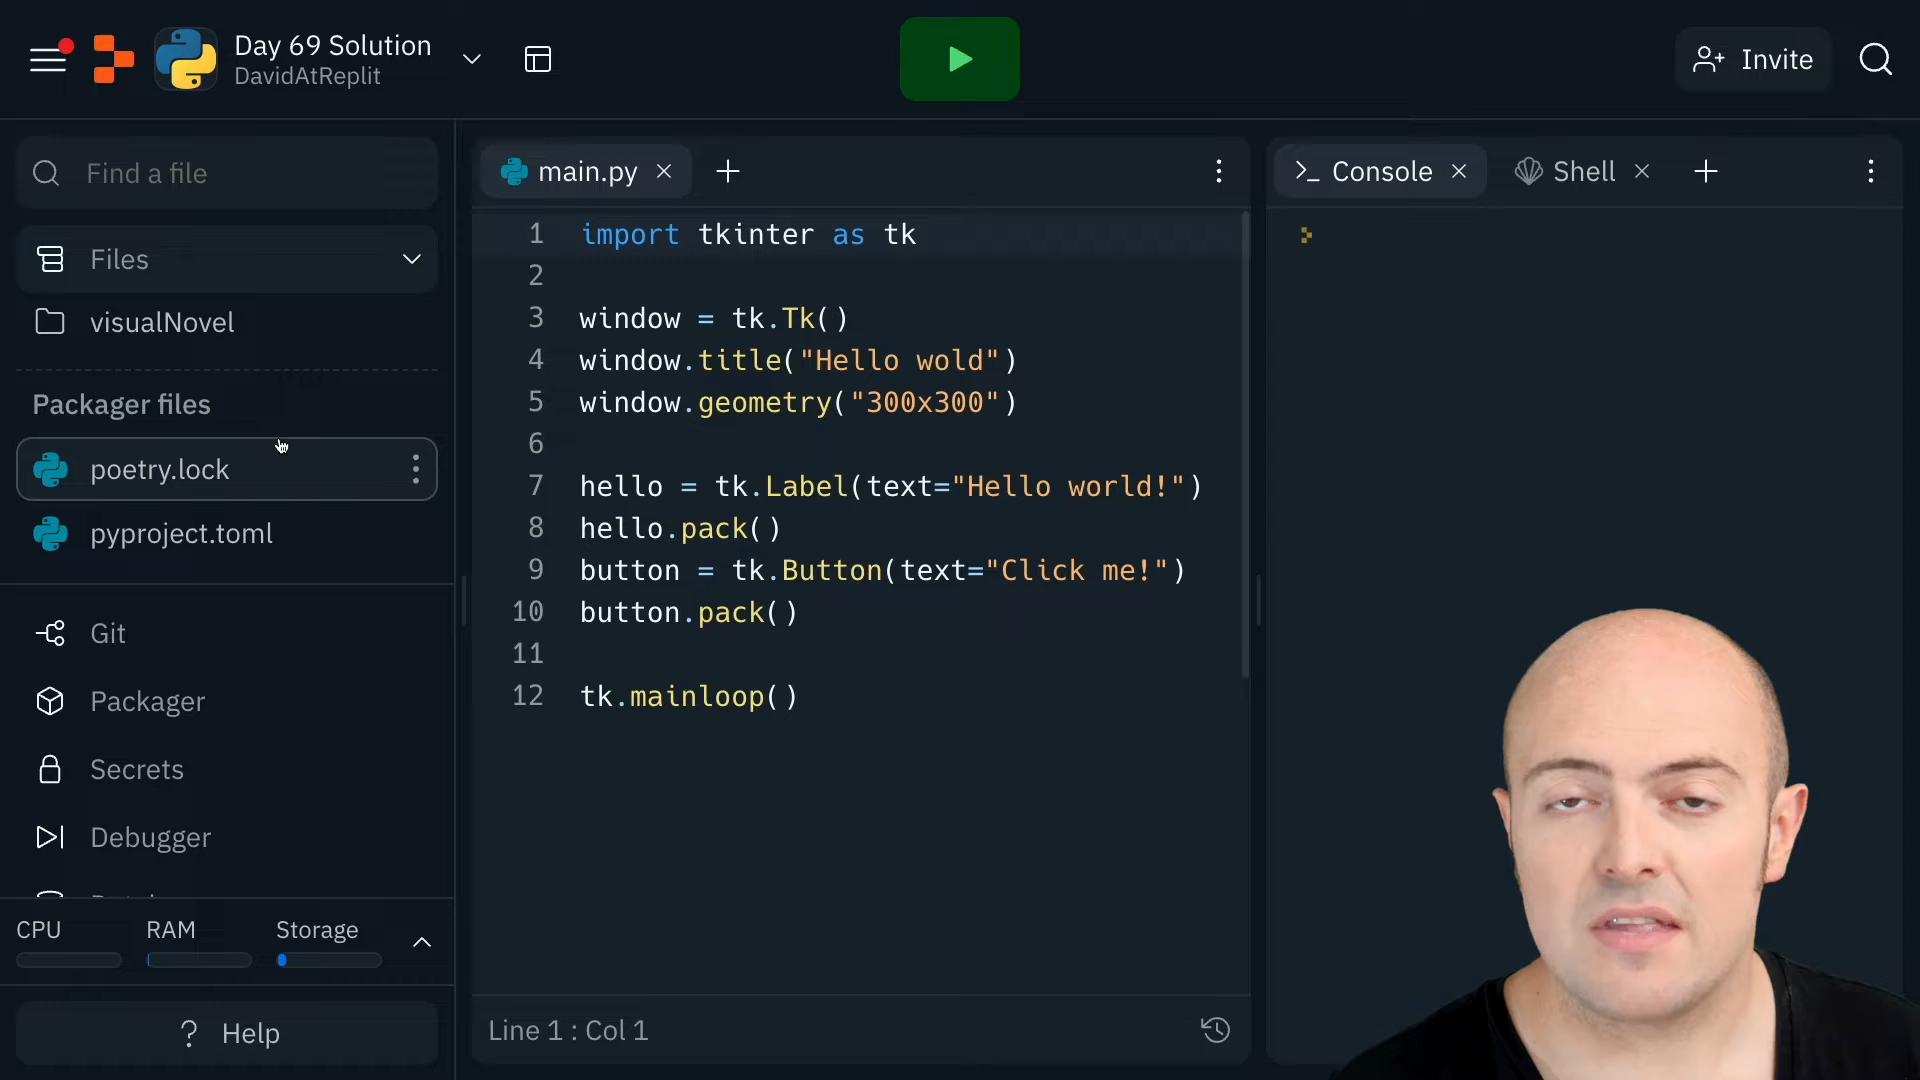 Day 69 Solution
DavidAtReplit
Invite
Find a file
Files
visualNovel
Packager files
poetry.lock
pyproject.toml
Git
Packager
Secrets
Debugger
CPU RAM Storage
? Help
main.py
1 import tkinter as tk
2
3 window = tk.Tk()
4 window.title("Hello wold")
5 window.geometry("300x300")
6
7 hello = tk.Label(text="Hello world!")
8 hello.pack()
9 button = tk.Button(text="Click me!")
10 button.pack()
11
12 tk.mainloop()
Line 1 : Col 1
Console
Shell